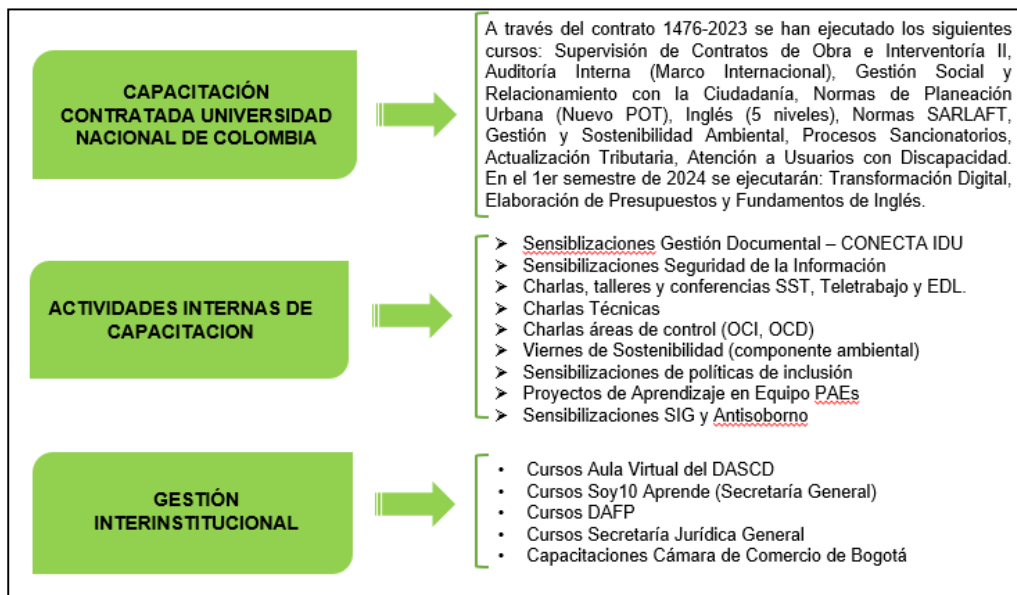 CAPACITACIÓN
CONTRATADA UNIVERSIDAD
NACIONAL DE COLOMBIA
A través del contrato 1476-2023 se han ejecutado los siguientes
cursos: Supervisión de Contratos de Obra e Interventoría II,
Auditoría Interna (Marco Internacional), Gestión Social y
Relacionamiento con la Ciudadanía, Normas de Planeación
Urbana (Nuevo POT), Inglés (5 niveles), Normas SARLAFT,
Gestión y Sostenibilidad Ambiental, Procesos Sancionatorios,
Actualización Tributaria, Atención a Usuarios con Discapacidad.
En el 1er semestre de 2024 se ejecutarán: Transformación Digital,
Elaboración de Presupuestos y Fundamentos de Inglés.
ACTIVIDADES INTERNAS DE
CAPACITACION
➤ Sensiblizaciones Gestión Documental – CONECTA IDU
➤ Sensibilizaciones Seguridad de la Información
➤ Charlas, talleres y conferencias SST, Teletrabajo y EDL.
➤ Charlas Técnicas
➤ Charlas áreas de control (OCI, OCD)
➤ Viernes de Sostenibilidad (componente ambiental)
➤ Sensibilizaciones de políticas de inclusión
➤ Proyectos de Aprendizaje en Equipo PAEs
➤ Sensibilizaciones SIG y Antisoborno
GESTIÓN
INTERINSTITUCIONAL
• Cursos Aula Virtual del DASCD
• Cursos Soy10 Aprende (Secretaría General)
• Cursos DAFP
• Cursos Secretaría Jurídica General
• Capacitaciones Cámara de Comercio de Bogotá